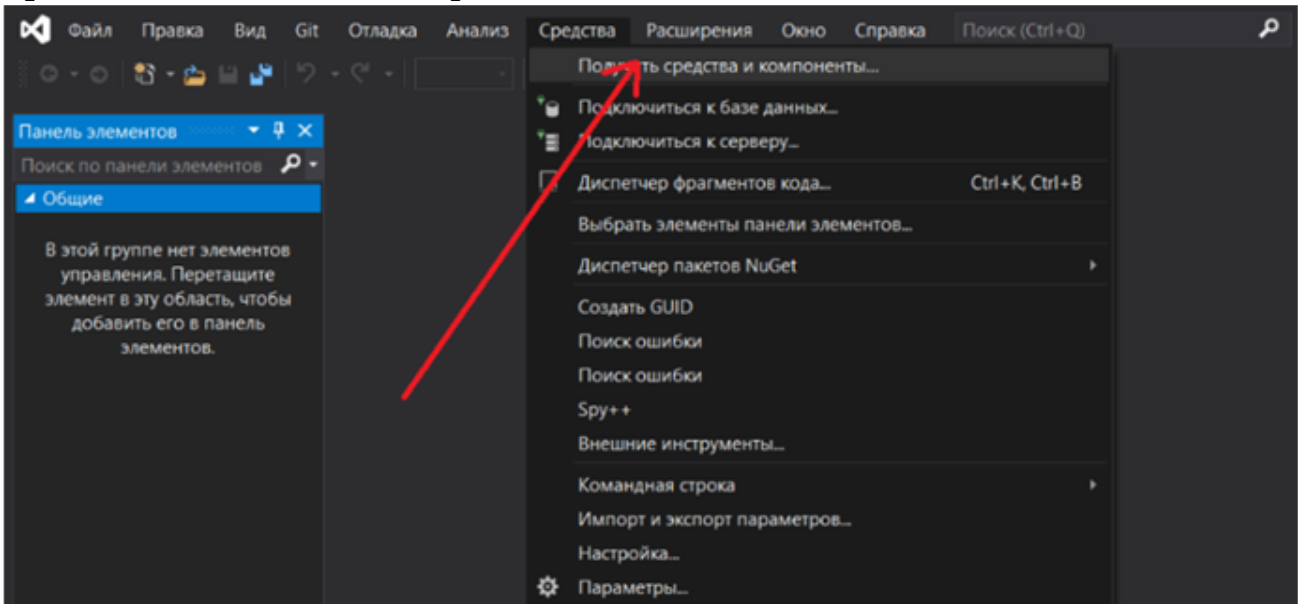 Файл Правка Вид Git Отладка Анализ Средства Расширения Окно Справка Поиск (Ctrl+Q)
Панель элементов
Поиск по панели элементов
Общие
В этой группе нет элементов
управления. Перетащите
элемент в эту область, чтобы
добавить его в панель
элементов.
Получить средства и компоненты...
Подключиться к базе данных...
Подключиться к серверу...
Диспетчер фрагментов кода... Ctrl+K, Ctrl+B
Выбрать элементы панели элементов...
Диспетчер пакетов NuGet
Создать GUID
Поиск ошибки
Поиск ошибки
Spy++
Внешние инструменты...
Командная строка
Импорт и экспорт параметров...
Настройка...
Параметры...